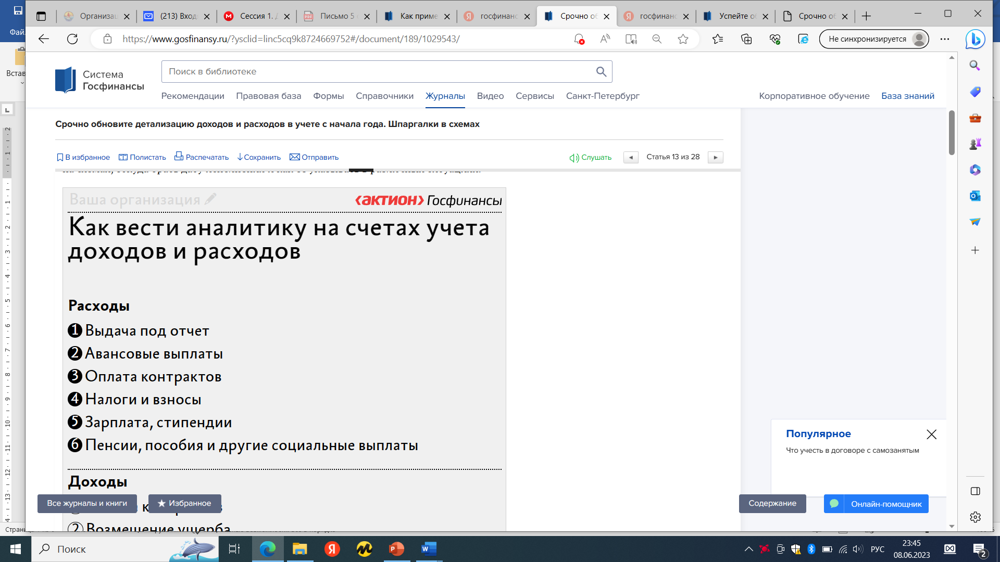 Организац
(213) Вход
Сессия 1. Д
Письмо 5
Как приме
госфинанс
Срочно об
госфинанс
Успейте о
Срочно об
Фай
https://www.gosfinansy.ru/?ysclid=linc5cq9k8724669752#/document/189/1029543/
Не синхронизируется
Встав
Система
Госфинансы
Поиск в библиотеке
Рекомендации
Правовая база
Формы
Справочники
Журналы
Видео
Сервисы
Санкт-Петербург
Корпоративное обучение
База знаний
Срочно обновите детализацию доходов и расходов в учете с начала года. Шпаргалки в схемах
В избранное
Полистать
Распечатать
Сохранить
Отправить
Слушать
Статья 13 из 28
Ваша организация
‹актион› Госфинансы
Как вести аналитику на счетах учета
доходов и расходов
Расходы
1 Выдача под отчет
2 Авансовые выплаты
3 Оплата контрактов
4 Налоги и взносы
5 Зарплата, стипендии
6 Пенсии, пособия и другие социальные выплаты
Доходы
2 Возмещение ущерба
Популярное
Что учесть в договоре с самозанятым
Все журналы и книги
Избранное
Содержание
Онлайн-помощник
Страни
Поиск
РУС
23:45
08.06.2023
2